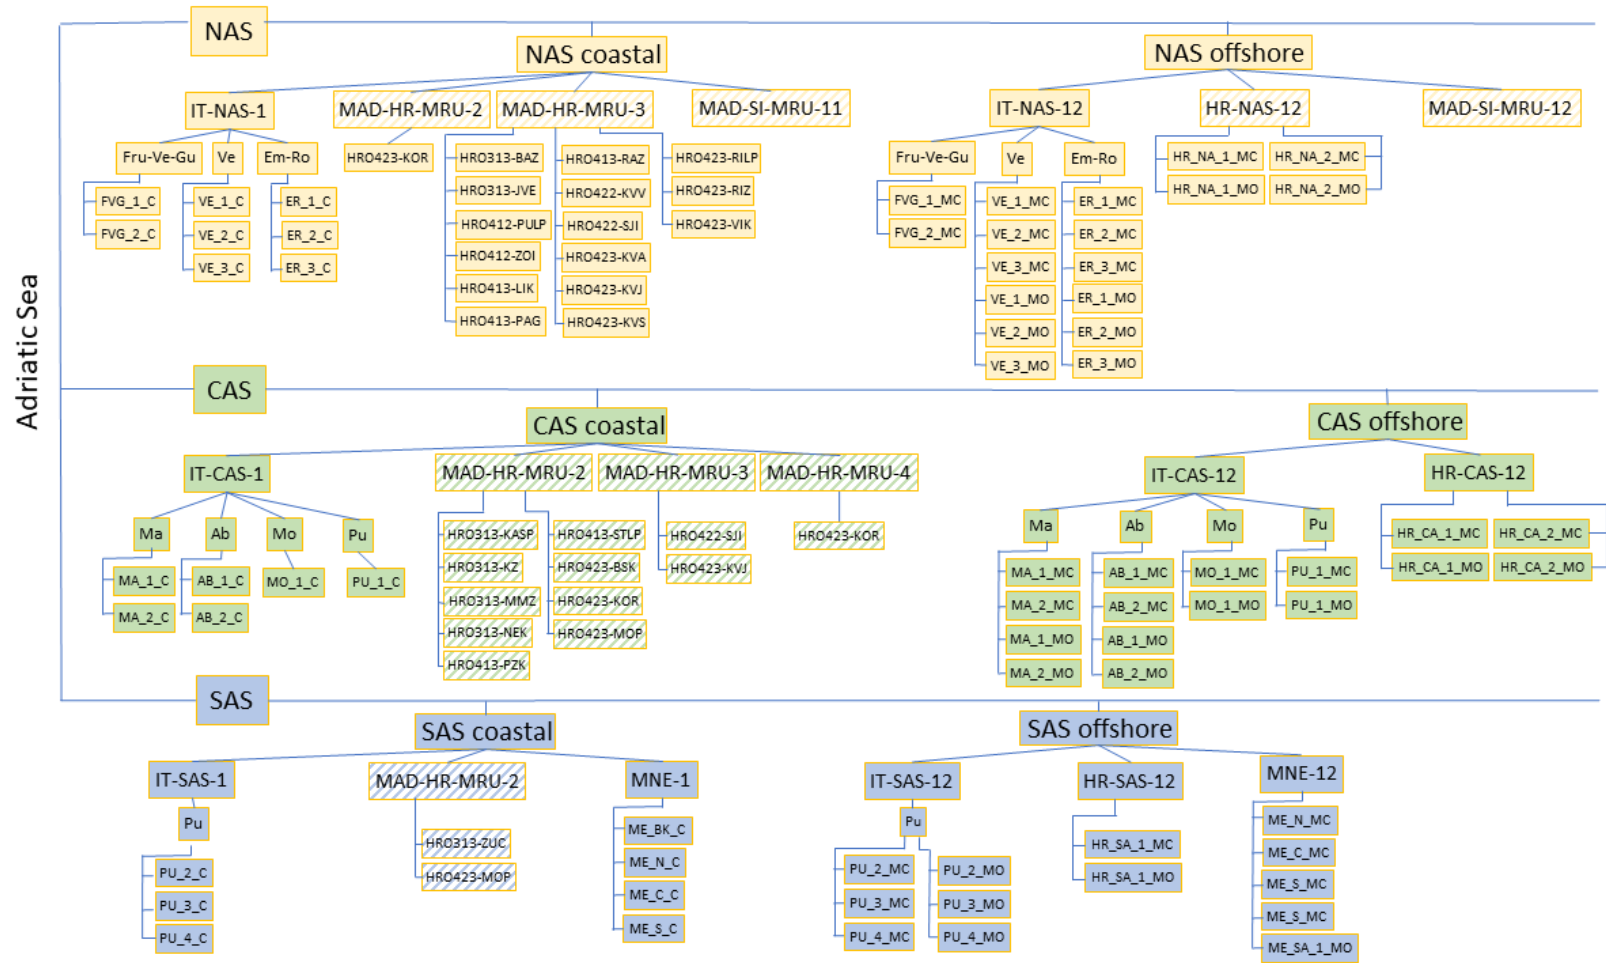 Adriatic Sea
NAS
NAS coastal
NAS offshore
IT-NAS-1
MAD-HR-MRU-2
MAD-HR-MRU-3
MAD-SI-MRU-11
Fru-Ve-Gu
Ve
Em-Ro
FVG_1_C
FVG_2_C
VE_1_C
VE_2_C
VE_3_C
ER_1_C
ER_2_C
ER_3_C
HRO423-KOR
HRO313-BAZ
HRO313-JVE
HRO412-PULP
HRO412-ZOI
HRO413-LIK
HRO413-PAG
HRO413-RAZ
HRO422-KVV
HRO422-SJI
HRO423-KVA
HRO423-KVJ
HRO423-KVS
HRO423-RILP
HRO423-RIZ
HRO423-VIK
IT-NAS-12
HR-NAS-12
MAD-SI-MRU-12
Fru-Ve-Gu
Ve
Em-Ro
FVG_1_MC
FVG_2_MC
VE_1_MC
VE_2_MC
VE_3_MC
VE_1_MO
VE_2_MO
VE_3_MO
ER_1_MC
ER_2_MC
ER_3_MC
ER_1_MO
ER_2_MO
ER_3_MO
HR_NA_1_MC
HR_NA_1_MO
HR_NA_2_MC
HR_NA_2_MO
CAS
CAS coastal
CAS offshore
IT-CAS-1
MAD-HR-MRU-2
MAD-HR-MRU-3
MAD-HR-MRU-4
Ma
Ab
Mo
Pu
MA_1_C
MA_2_C
AB_1_C
AB_2_C
MO_1_C
PU_1_C
HRO313-KASP
HRO313-KZ
HRO313-MMZ
HRO313-NEK
HRO413-PZK
HRO413-STLP
HRO423-BSK
HRO423-KOR
HRO423-MOP
HRO422-SJI
HRO423-KVJ
HRO423-KOR
IT-CAS-12
HR-CAS-12
Ma
Ab
Mo
Pu
MA_1_MC
MA_2_MC
MA_1_MO
MA_2_MO
AB_1_MC
AB_2_MC
AB_1_MO
AB_2_MO
MO_1_MC
MO_1_MO
PU_1_MC
PU_1_MO
HR_CA_1_MC
HR_CA_1_MO
HR_CA_2_MC
HR_CA_2_MO
SAS
SAS coastal
SAS offshore
IT-SAS-1
MAD-HR-MRU-2
MNE-1
Pu
PU_2_C
PU_3_C
PU_4_C
HRO313-ZUC
HRO423-MOP
ME_BK_C
ME_N_C
ME_C_C
ME_S_C
IT-SAS-12
HR-SAS-12
MNE-12
Pu
PU_2_MC
PU_3_MC
PU_4_MC
PU_2_MO
PU_3_MO
PU_4_MO
HR_SA_1_MC
HR_SA_1_MO
ME_N_MC
ME_C_MC
ME_S_MC
ME_S_MC
ME_SA_1_MO